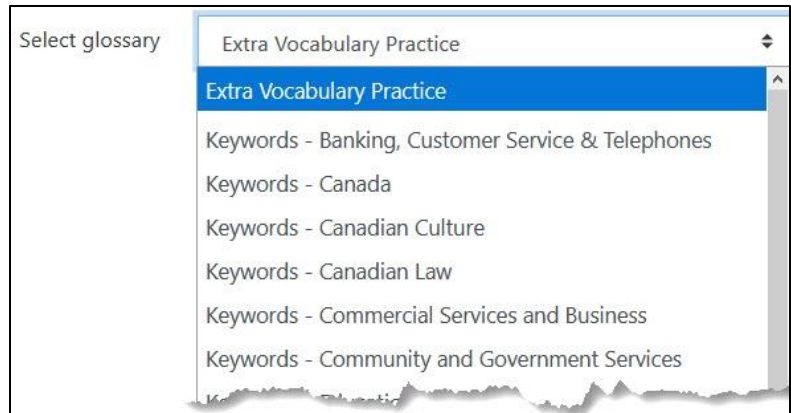 Select glossary
Extra Vocabulary Practice
Extra Vocabulary Practice
Keywords - Banking, Customer Service & Telephones
Keywords - Canada
Keywords - Canadian Culture
Keywords - Canadian Law
Keywords - Commercial Services and Business
Keywords - Community and Government Services